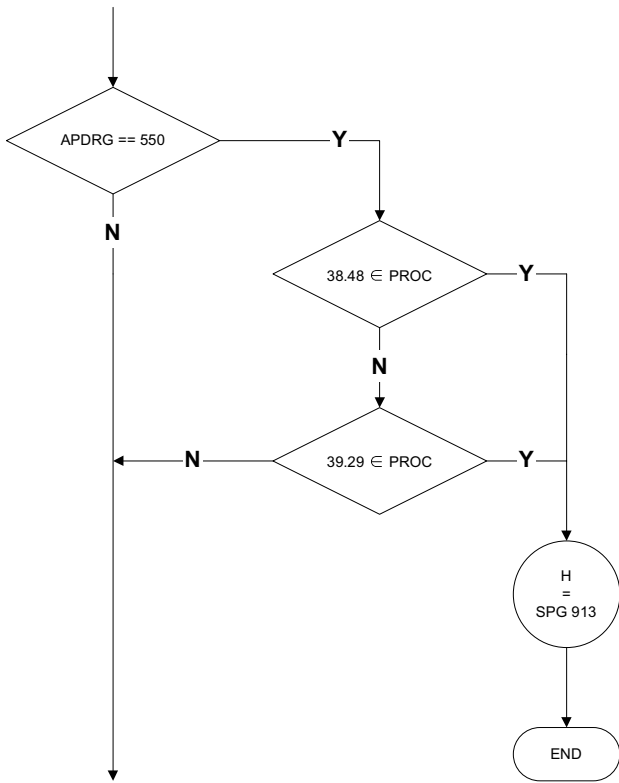 APDRG == 550
Y
N
38.48 ∈ PROC
Y
N
39.29 ∈ PROC
N
Y
H
=
SPG 913
END